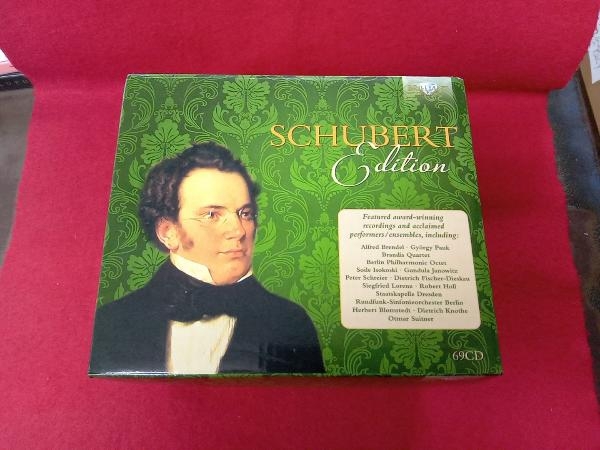 SCHUBERT
Edition
Featured award-winning
recordings and acclaimed
performers/ensembles, including:
Alfred Brendel · György Pauk
Brandis Quartet
Berlin Philharmonic Octet
Soile Isokoski · Gundula Janowitz
Peter Schreier · Dietrich Fischer-Dieskau
Siegfried Lorenz · Robert Holl
Staatskapelle Dresden
Rundfunk-Sinfonieorchester Berlin
Herbert Blomstedt · Dietrich Knothe
Otmar Suitner
69CD